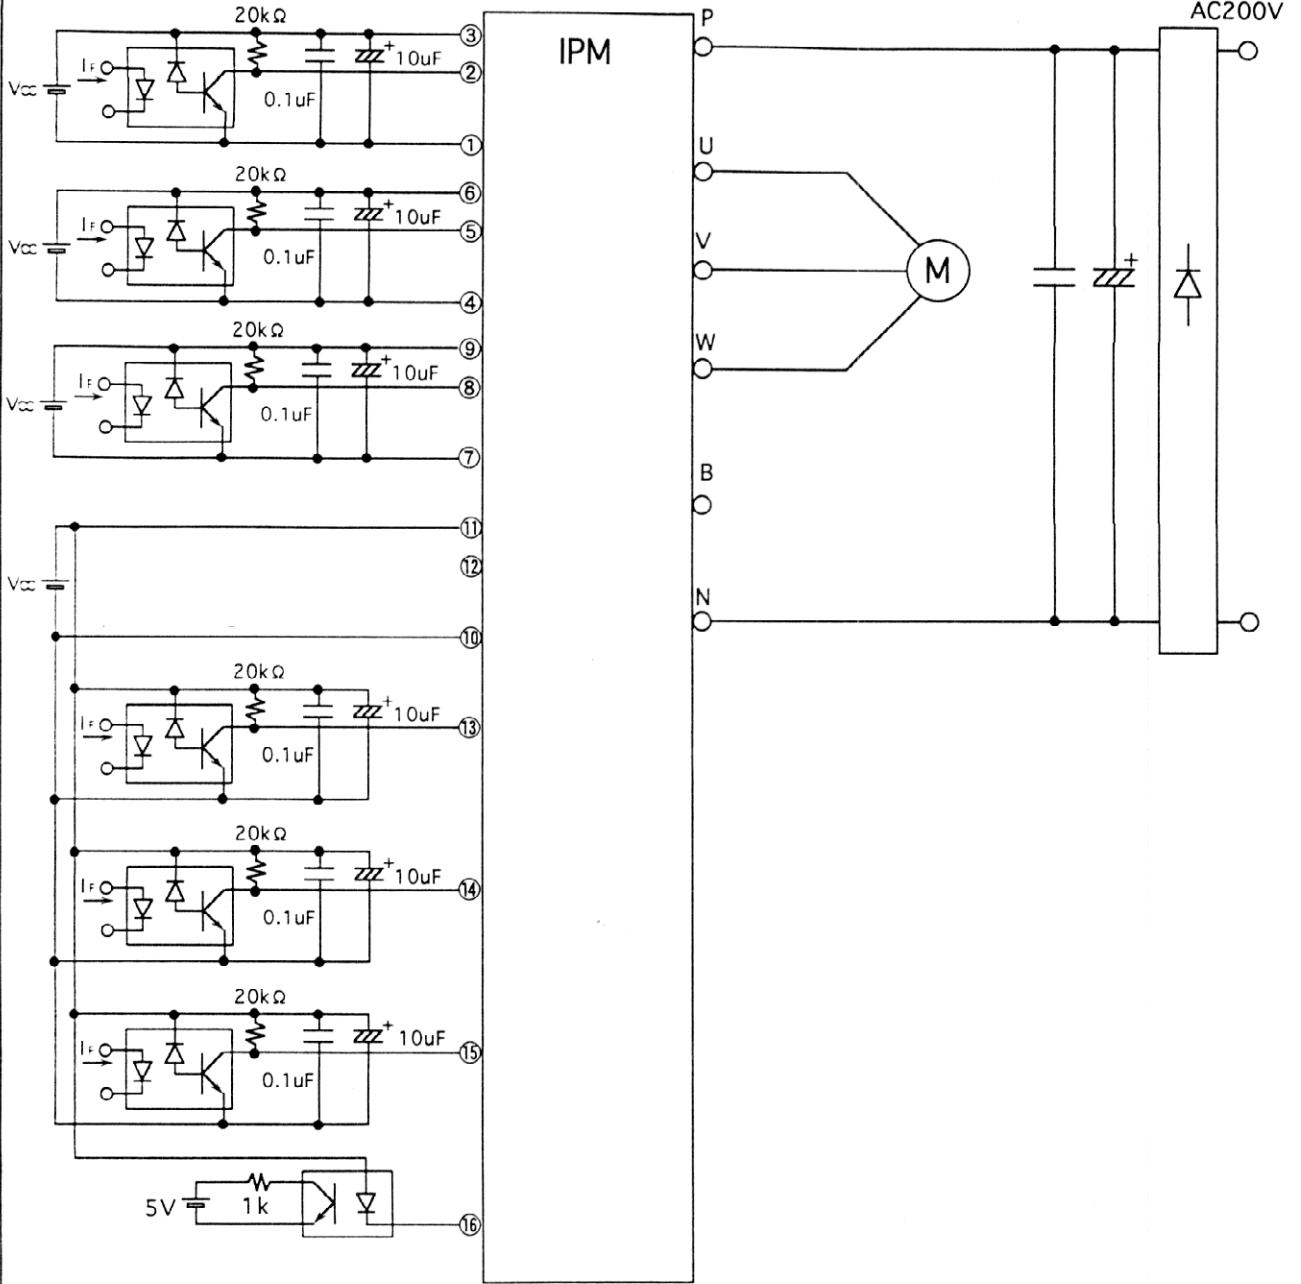 AC200V
IPM
P
U
V
W
B
N
M
+
20kΩ
③
IF
+
10uF
②
Vcc
0.1uF
①
20kΩ
⑥
IF
+
10uF
⑤
Vcc
0.1uF
④
20kΩ
⑨
IF
+
10uF
⑧
Vcc
0.1uF
⑦
⑪
⑫
Vcc
⑩
20kΩ
IF
+
10uF
⑬
0.1uF
20kΩ
IF
+
10uF
⑭
0.1uF
20kΩ
IF
+
10uF
⑮
0.1uF
5V
1k
⑯